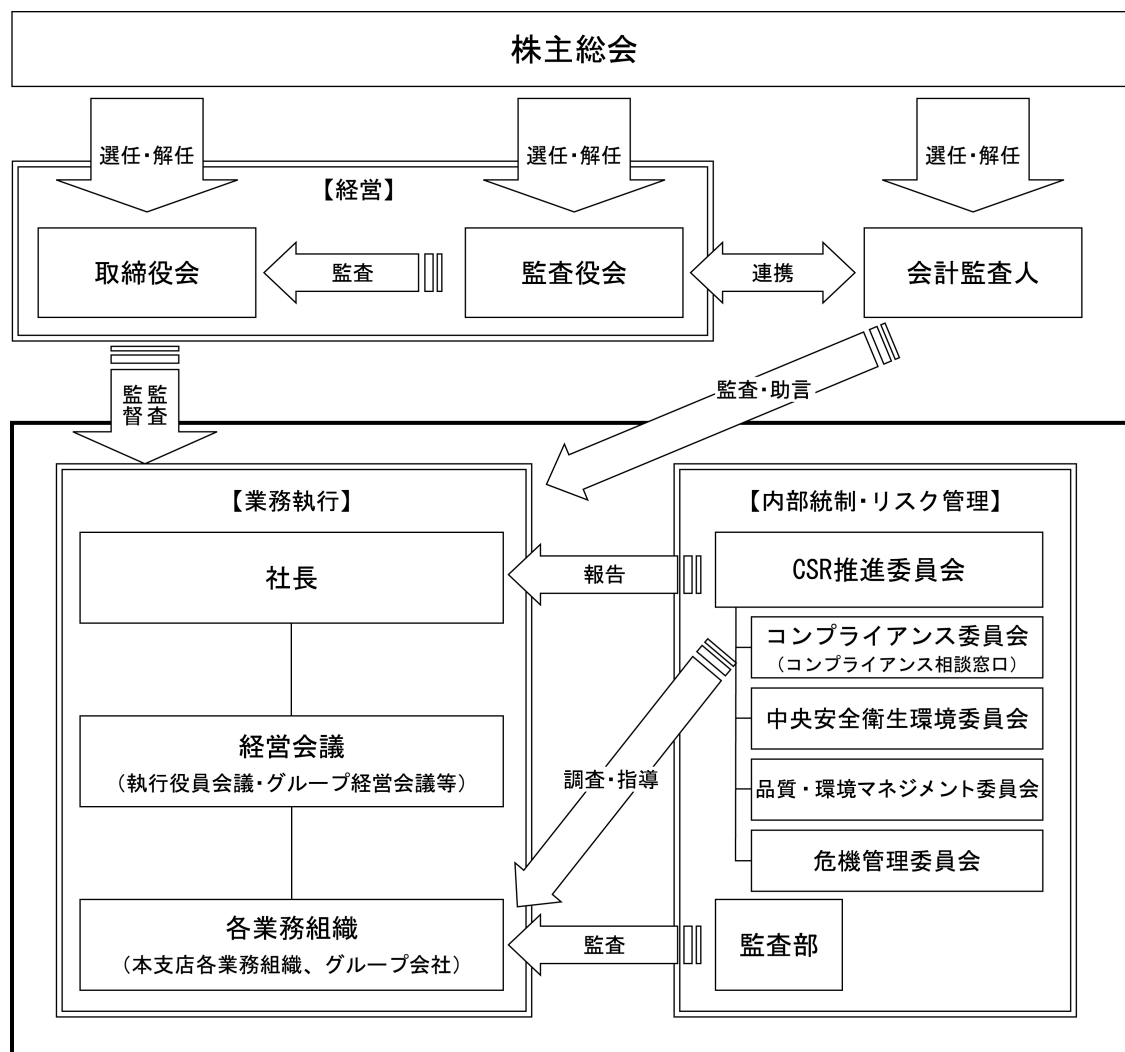 株主総会
選任・解任
選任・解任
選任・解任
【経営】
取締役会
監査
監査役会
連携
会計監査人
監査
監督
監査・助言
【業務執行】
【内部統制・リスク管理】
社長
報告
CSR推進委員会
コンプライアンス委員会
（コンプライアンス相談窓口）
中央安全衛生環境委員会
経営会議
（執行役員会議・グループ経営会議等）
調査・指導
品質・環境マネジメント委員会
危機管理委員会
各業務組織
（本支店各業務組織、グループ会社）
監査
監査部